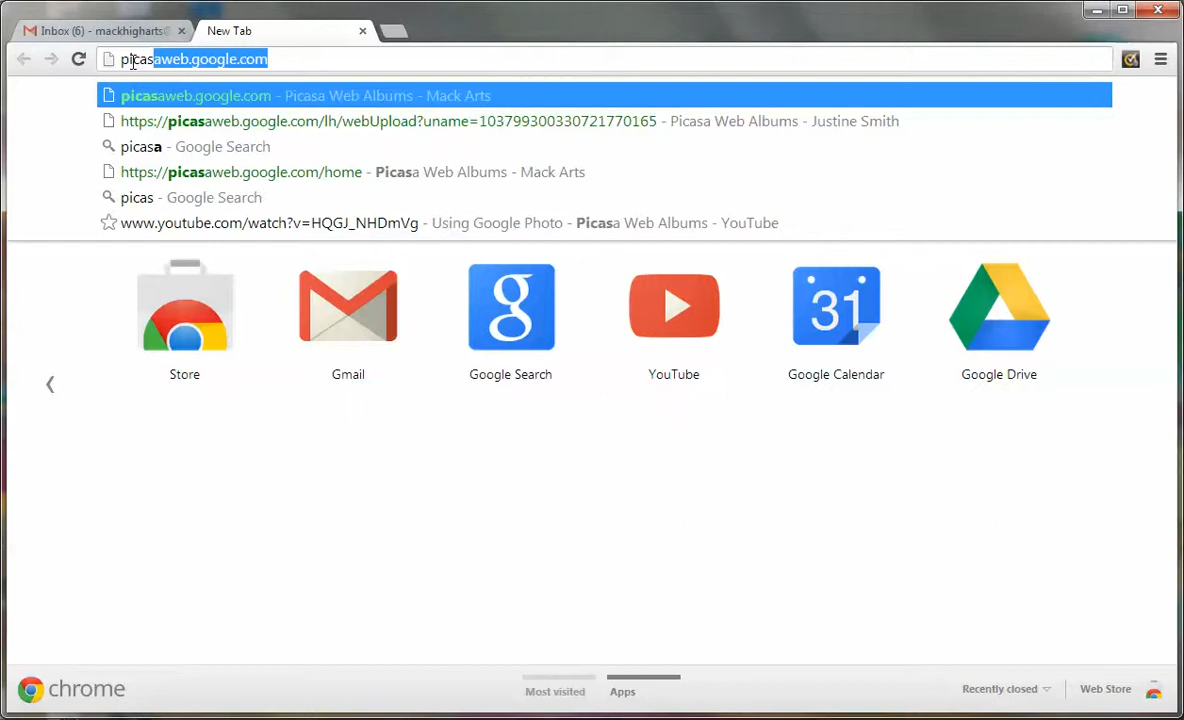 Inbox (6) - mackhigharts@
New Tab
picasaweb.google.com
picasaweb.google.com - Picasa Web Albums - Mack Arts
https://picasaweb.google.com/lh/webUpload?uname=103799300330721770165 - Picasa Web Albums - Justine Smith
picasa - Google Search
https://picasaweb.google.com/home - Picasa Web Albums - Mack Arts
picas - Google Search
www.youtube.com/watch?v=HQGJ_NHDmVg - Using Google Photo - Picasa Web Albums - YouTube
g
31
Store
Gmail
Google Search
YouTube
Google Calendar
Google Drive
chrome
Most visited
Apps
Recently closed
Web Store